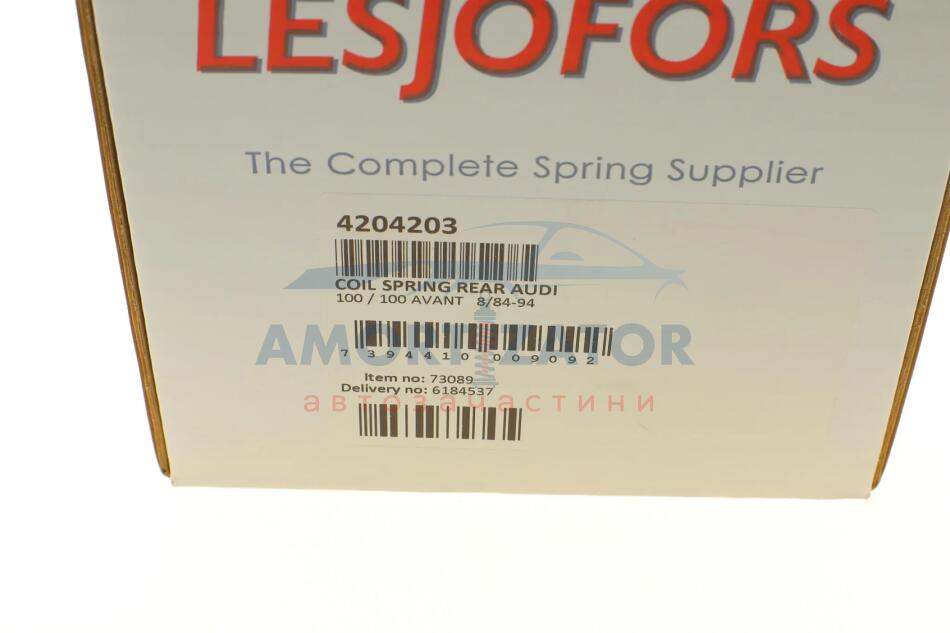 LESJOFORS
The Complete Spring Supplier
4204203
COIL SPRING REAR AUDI
100 / 100 AVANT 8/84-94
AMORTIZATOR
7 394410 009092
Item no: 73089
Delivery no: 6184537
автозачастини